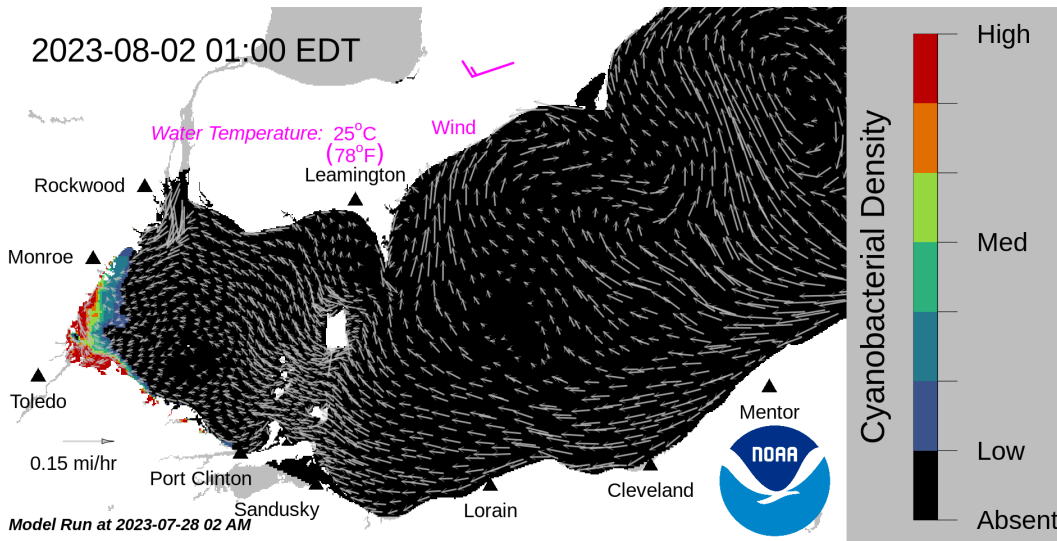 2023-08-02 01:00 EDT
High
Water Temperature: 25°C
(78°F)
Wind
Leamington
Rockwood
Monroe
Med
Cyanobacterial Density
Toledo
Mentor
NOAA
0.15 mi/hr
Port Clinton
Cleveland
Low
Sandusky
Lorain
Model Run at 2023-07-28 02 AM
Absent